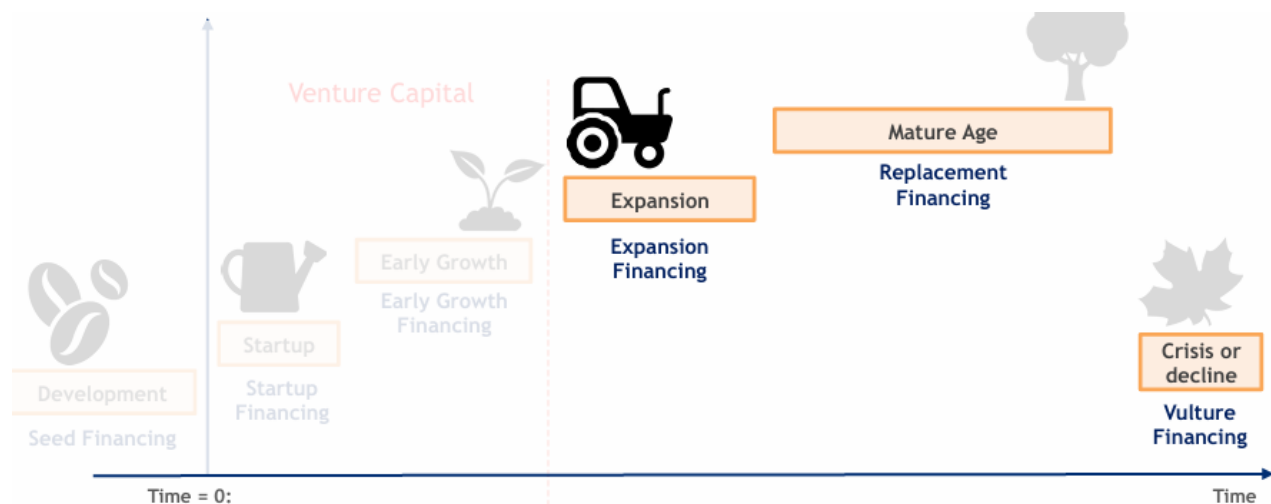 Venture Capital
Mature Age
Replacement
Financing
Expansion
Expansion
Financing
Early Growth
Early Growth
Financing
Startup
Startup
Financing
Crisis or
decline
Vulture
Financing
Development
Seed Financing
Time = 0:
Time